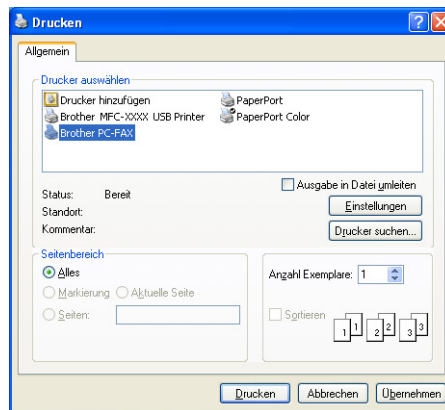 Drucken
Allgemein
Drucker auswählen
Drucker hinzufügen
PaperPort
Brother MFC-XXXX USB Printer
PaperPort Color
Brother PC-FAX
Ausgabe in Datei umleiten
Status: Bereit
Einstellungen
Standort:
Kommentar:
Drucker suchen...
Seitenbereich
Alles
Anzahl Exemplare: 1
Markierung
Aktuelle Seite
Seiten:
Sortieren
1 1 2 2 3 3
Drucken
Abbrechen
Übernehmen